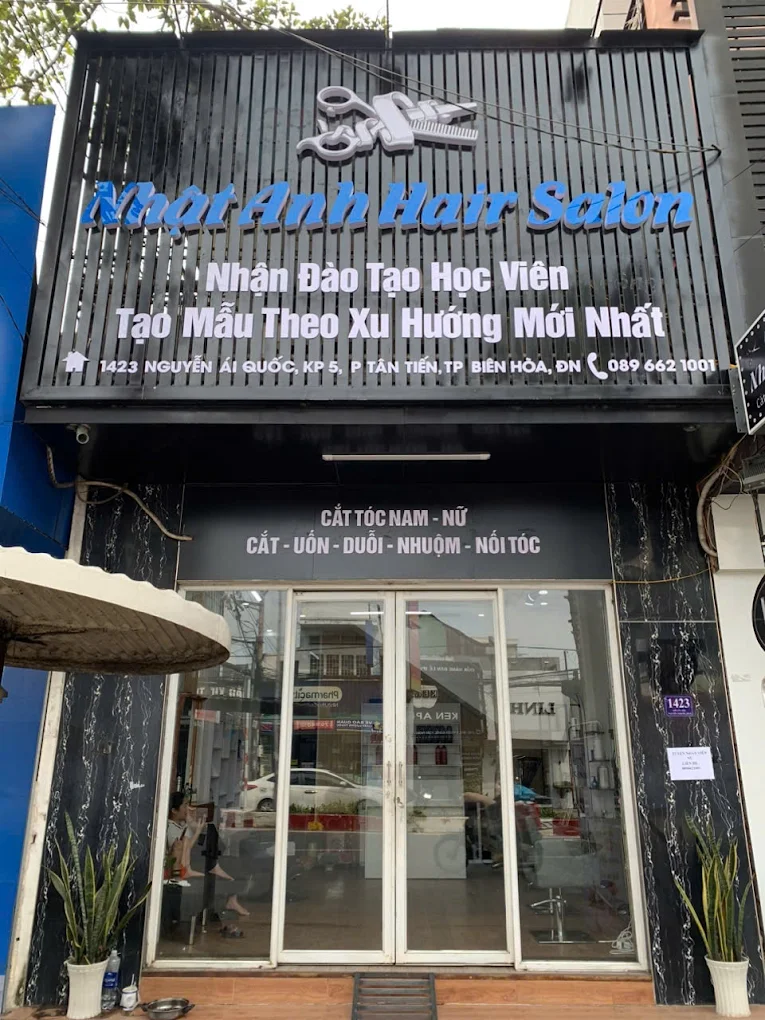 Nhật Anh Hair Salon
Nhận Đào Tạo Học Viên
Tạo Mẫu Theo Xu Hướng Mới Nhất
1423 NGUYỄN ÁI QUỐC, KP 5, P TÂN TIẾN, TP BIÊN HÒA, ĐN 089 662 1001
CẮT TÓC NAM - NỮ
CẮT - UỐN - DUỖI - NHUỘM - NỐI TÓC
1423